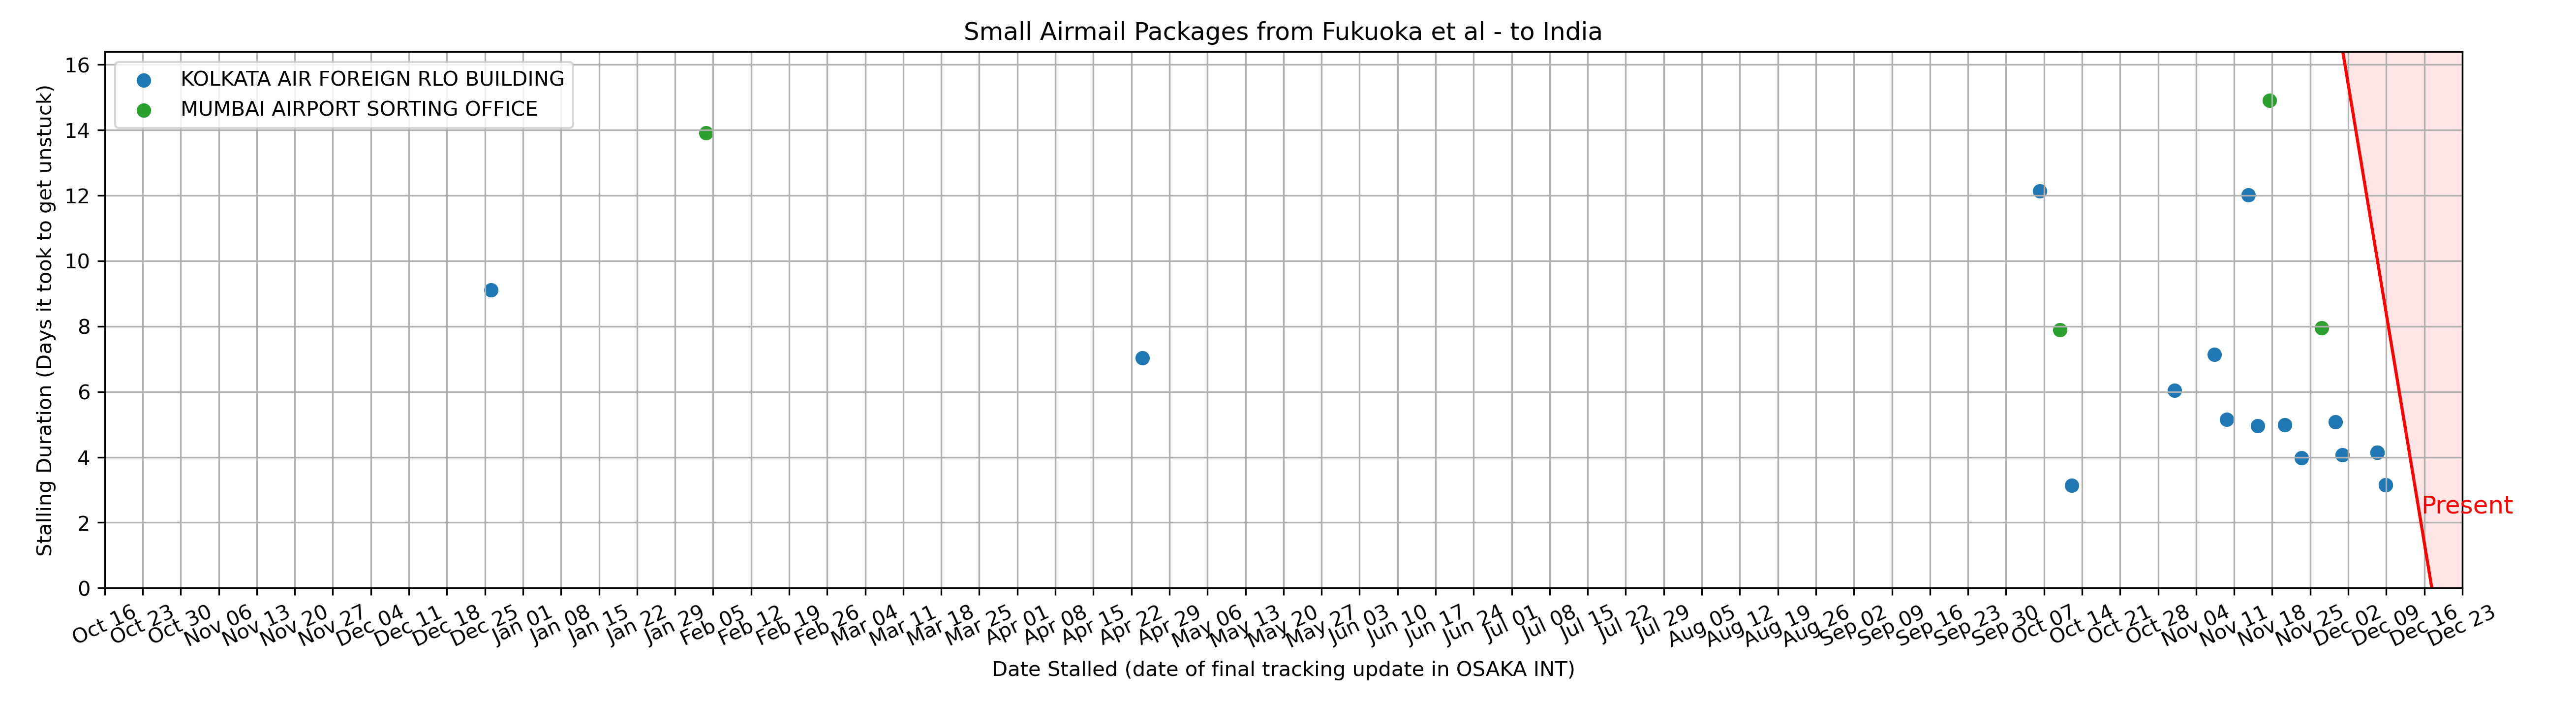 Small Airmail Packages from Fukuoka et al - to India
KOLKATA AIR FOREIGN RLO BUILDING
MUMBAI AIRPORT SORTING OFFICE
Stalling Duration (Days it took to get unstuck)
16
14
12
10
8
6
4
2
0
Present
Oct 16
Oct 23
Oct 30
Nov 06
Nov 13
Nov 20
Nov 27
Dec 04
Dec 11
Dec 18
Dec 25
Jan 01
Jan 08
Jan 15
Jan 22
Jan 29
Feb 05
Feb 12
Feb 19
Feb 26
Mar 04
Mar 11
Mar 18
Mar 25
Apr 01
Apr 08
Apr 15
Apr 22
Apr 29
May 06
May 13
May 20
May 27
Jun 03
Jun 10
Jun 17
Jun 24
Jul 01
Jul 08
Jul 15
Jul 22
Jul 29
Aug 05
Aug 12
Aug 19
Aug 26
Sep 02
Sep 09
Sep 16
Sep 23
Sep 30
Oct 07
Oct 14
Oct 21
Oct 28
Nov 04
Nov 11
Nov 18
Nov 25
Dec 02
Dec 09
Dec 16
Dec 23
Date Stalled (date of final tracking update in OSAKA INT)